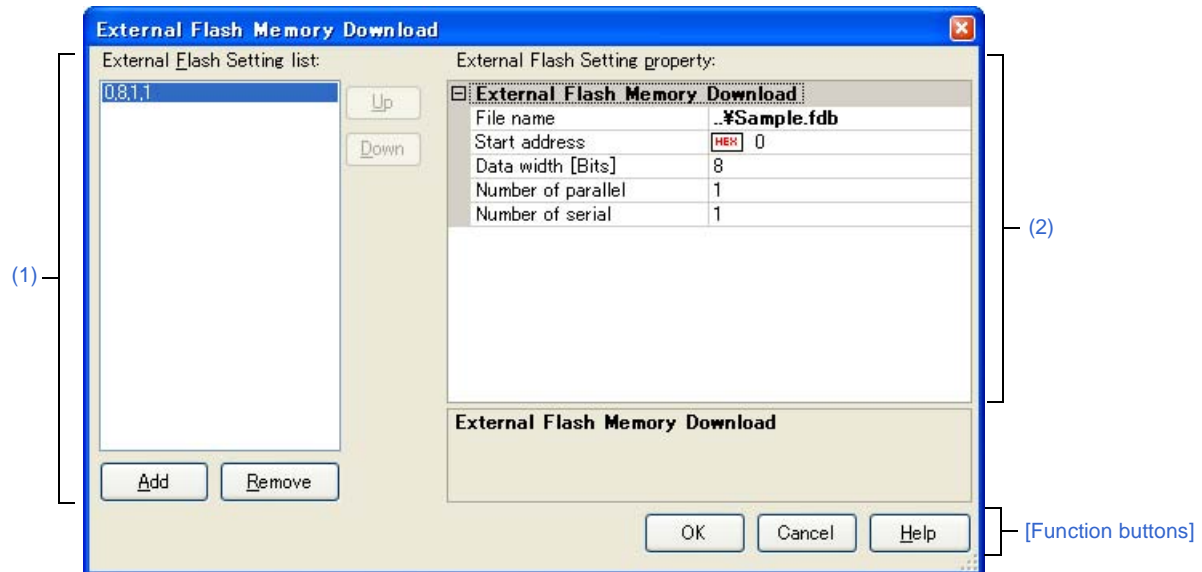 External Flash Memory Download
External Flash Setting list:
0,8,1,1
Up
Down
Add
Remove
(1)
External Flash Setting property:
External Flash Memory Download
File name ..¥Sample.fdb
Start address HEX 0
Data width [Bits] 8
Number of parallel 1
Number of serial 1
(2)
External Flash Memory Download
OK
Cancel
Help
[Function buttons]